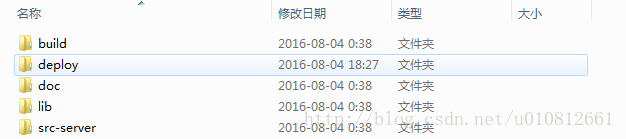 名称 修改日期 类型 大小
build 2016-08-04 0:38 文件夹
deploy 2016-08-04 18:27 文件夹
doc 2016-08-04 0:38 文件夹
lib 2016-08-04 0:38 文件夹
src-server 2016-08-04 0:38 文件夹
http://blog.csdn.net/u010812661